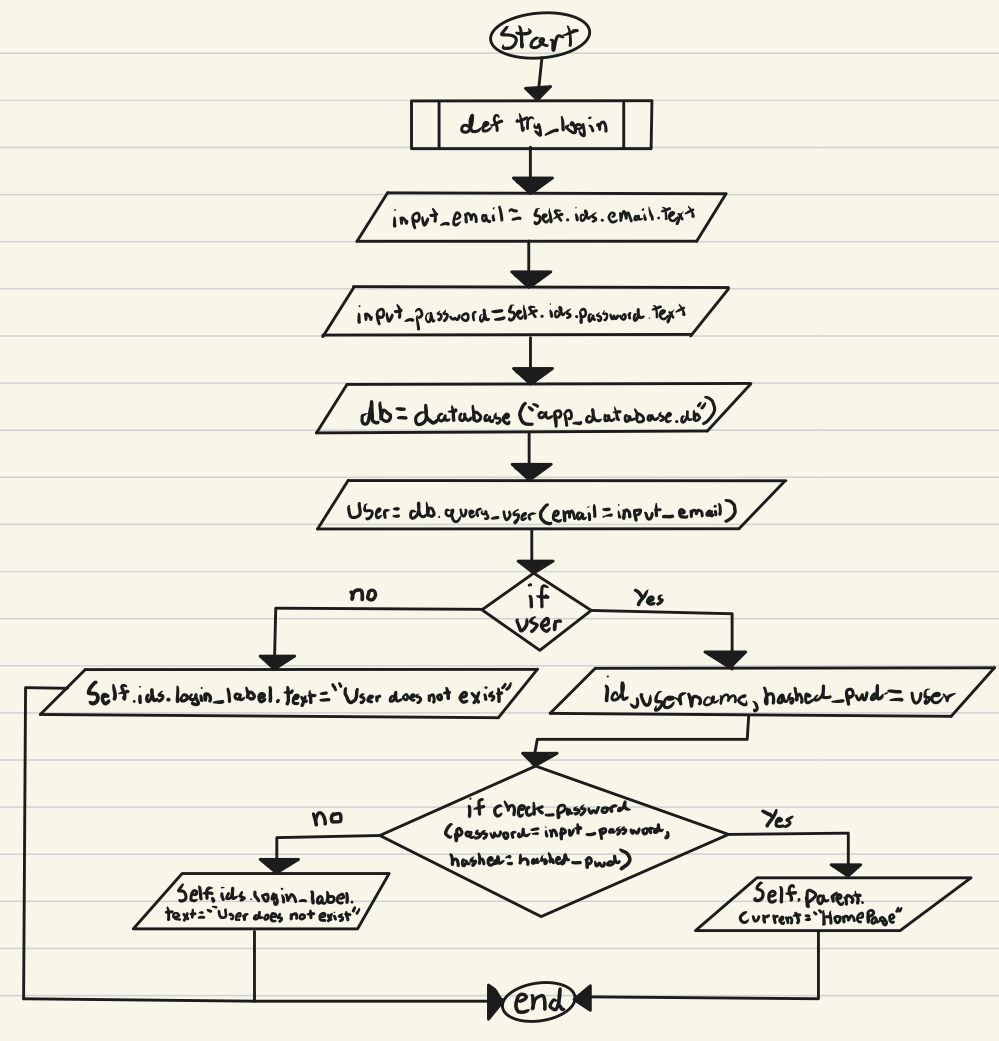 Start
def try_login
input_email = Self.ids.email.text
input_password = Self.ids.password.text
db = database ("app_database.db")
User = db.query_user (email = input_email)
if
user
no
Yes
Self.ids.login_label.text = "User does not exist"
id, username, hashed_pwd = user
if check_password
(password = input_password,
hashed = hashed_pwd)
no
Yes
Self.ids.login_label.
text = "User does not exist"
Self.Parent.
Current = "HomePage"
end